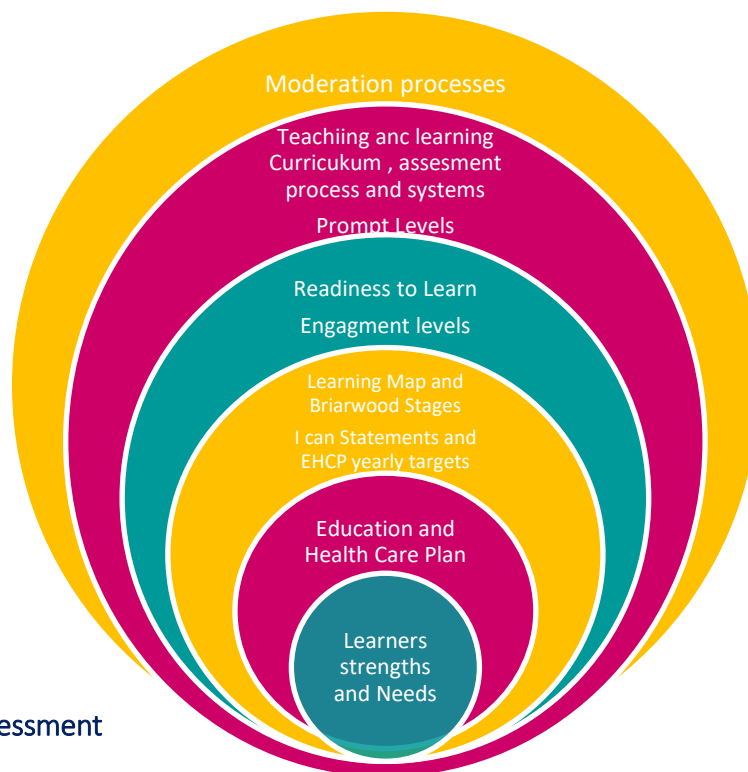 Moderation processes
Teachiing anc learning
Curricukum , assesment
process and systems
Prompt Levels
Readiness to Learn
Engagment levels
Learning Map and
Briarwood Stages
I can Statements and
EHCP yearly targets
Education and
Health Care Plan
Learners
strengths
and Needs
essment